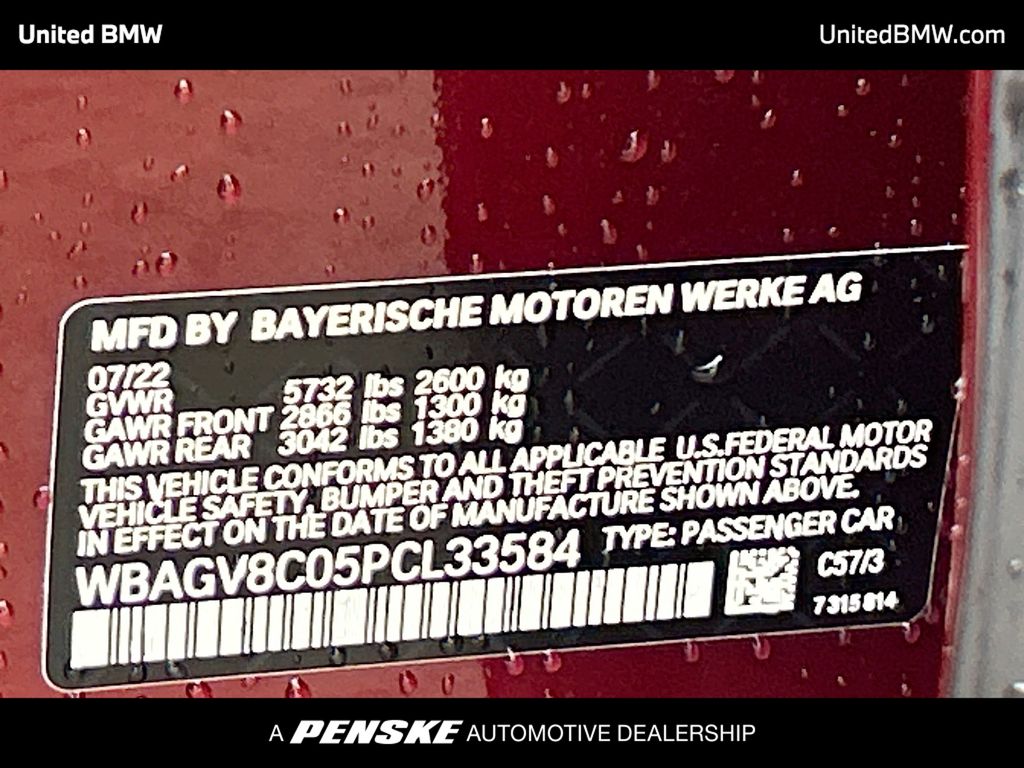 United BMW
UnitedBMW.com
MFD BY BAYERISCHE MOTOREN WERKE AG
07/22
GVWR 5732 lbs 2600 kg
GAWR FRONT 2866 lbs 1300 kg
GAWR REAR 3042 lbs 1380 kg
THIS VEHICLE CONFORMS TO ALL APPLICABLE U.S.FEDERAL MOTOR
VEHICLE SAFETY, BUMPER AND THEFT PREVENTION STANDARDS
IN EFFECT ON THE DATE OF MANUFACTURE SHOWN ABOVE.
WBAGV8C05PCL33584 TYPE: PASSENGER CAR
C57/3
7315814
A PENSKE AUTOMOTIVE DEALERSHIP